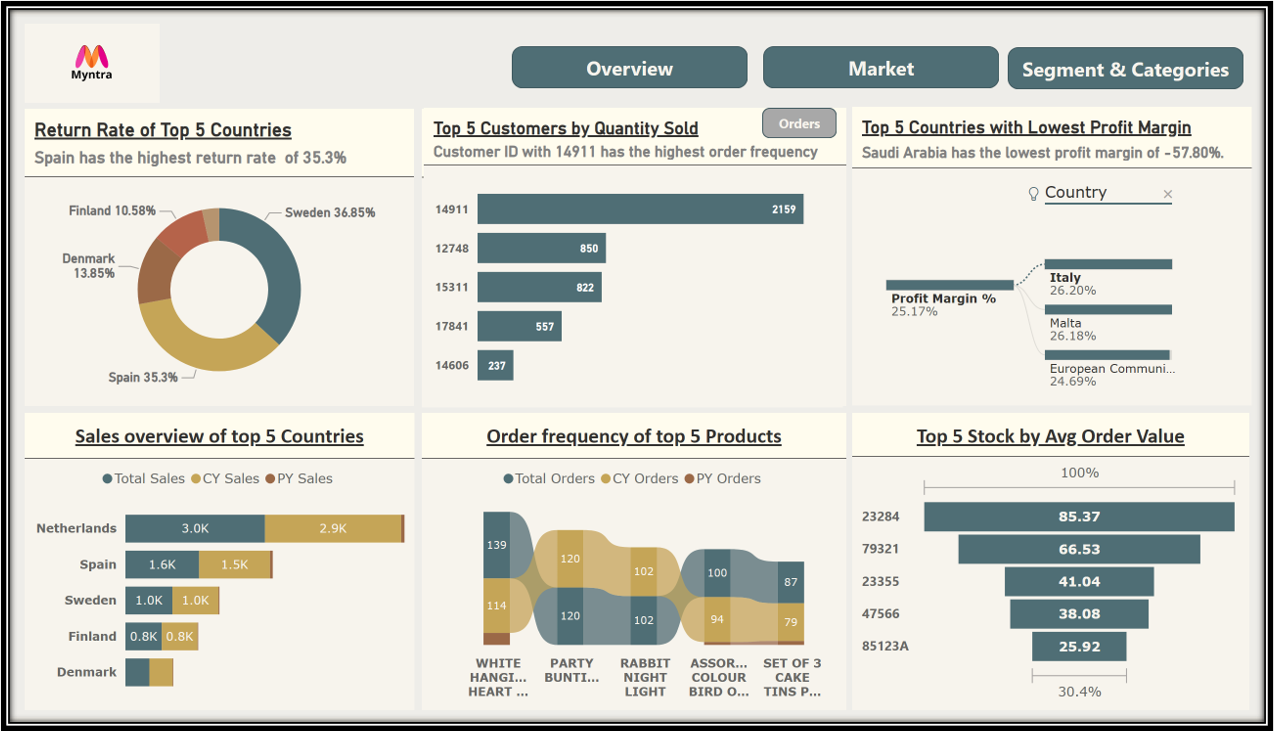 Myntra
Overview
Market
Segment & Categories
Return Rate of Top 5 Countries
Spain has the highest return rate of 35.3%
Finland 10.58%
Sweden 36.85%
Denmark
13.85%
Spain 35.3%
Top 5 Customers by Quantity Sold
Orders
Customer ID with 14911 has the highest order frequency
14911
2159
12748
850
15311
822
17841
557
14606
237
Top 5 Countries with Lowest Profit Margin
Saudi Arabia has the lowest profit margin of -57.80%.
Country
Profit Margin %
25.17%
Italy
26.20%
Malta
26.18%
European Communi...
24.69%
Sales overview of top 5 Countries
Total Sales CY Sales PY Sales
Netherlands 3.0K 2.9K
Spain 1.6K 1.5K
Sweden 1.0K 1.0K
Finland 0.8K 0.8K
Denmark
Order frequency of top 5 Products
Total Orders CY Orders PY Orders
139
114
120
120
102
102
100
94
87
79
WHITE
HANGI...
HEART ...
PARTY
BUNTI...
RABBIT
NIGHT
LIGHT
ASSOR...
COLOUR
BIRD O...
SET OF 3
CAKE
TINS P...
Top 5 Stock by Avg Order Value
100%
23284 85.37
79321 66.53
23355 41.04
47566 38.08
85123A 25.92
30.4%